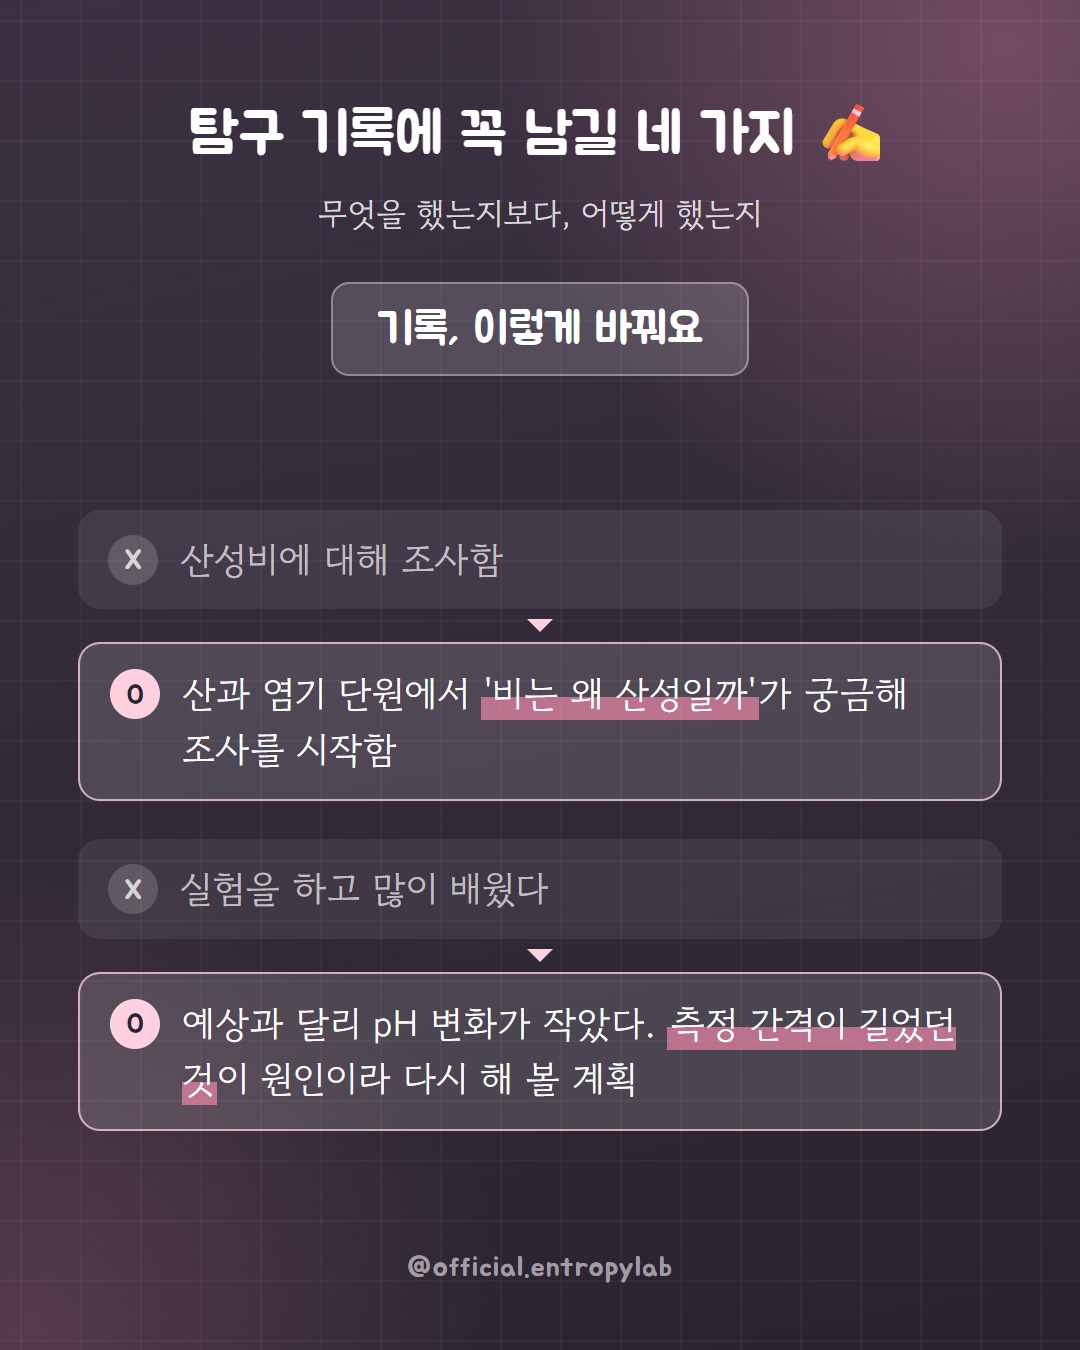 탐구 기록에 꼭 남길 네 가지 ✍️
무엇을 했는지보다, 어떻게 했는지
기록, 이렇게 바꿔요
X 산성비에 대해 조사함
O 산과 염기 단원에서 '비는 왜 산성일까'가 궁금해
조사를 시작함
X 실험을 하고 많이 배웠다
O 예상과 달리 pH 변화가 작았다. 측정 간격이 길었던
것이 원인이라 다시 해 볼 계획
@official.entropylab